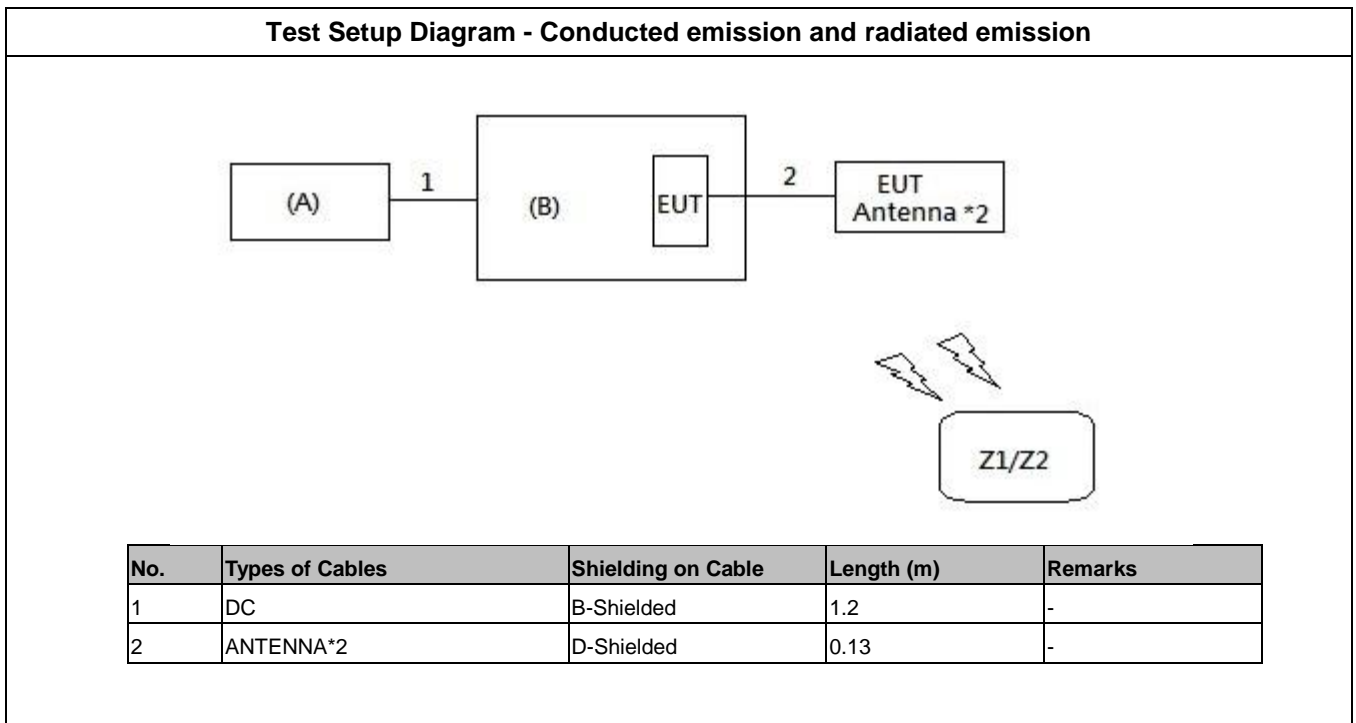 Test Setup Diagram - Conducted emission and radiated emission
(A)
1
(B)
EUT
2
EUT
Antenna *2
Z1/Z2
No. Types of Cables Shielding on Cable Length (m) Remarks
1 DC B-Shielded 1.2 -
2 ANTENNA*2 D-Shielded 0.13 -